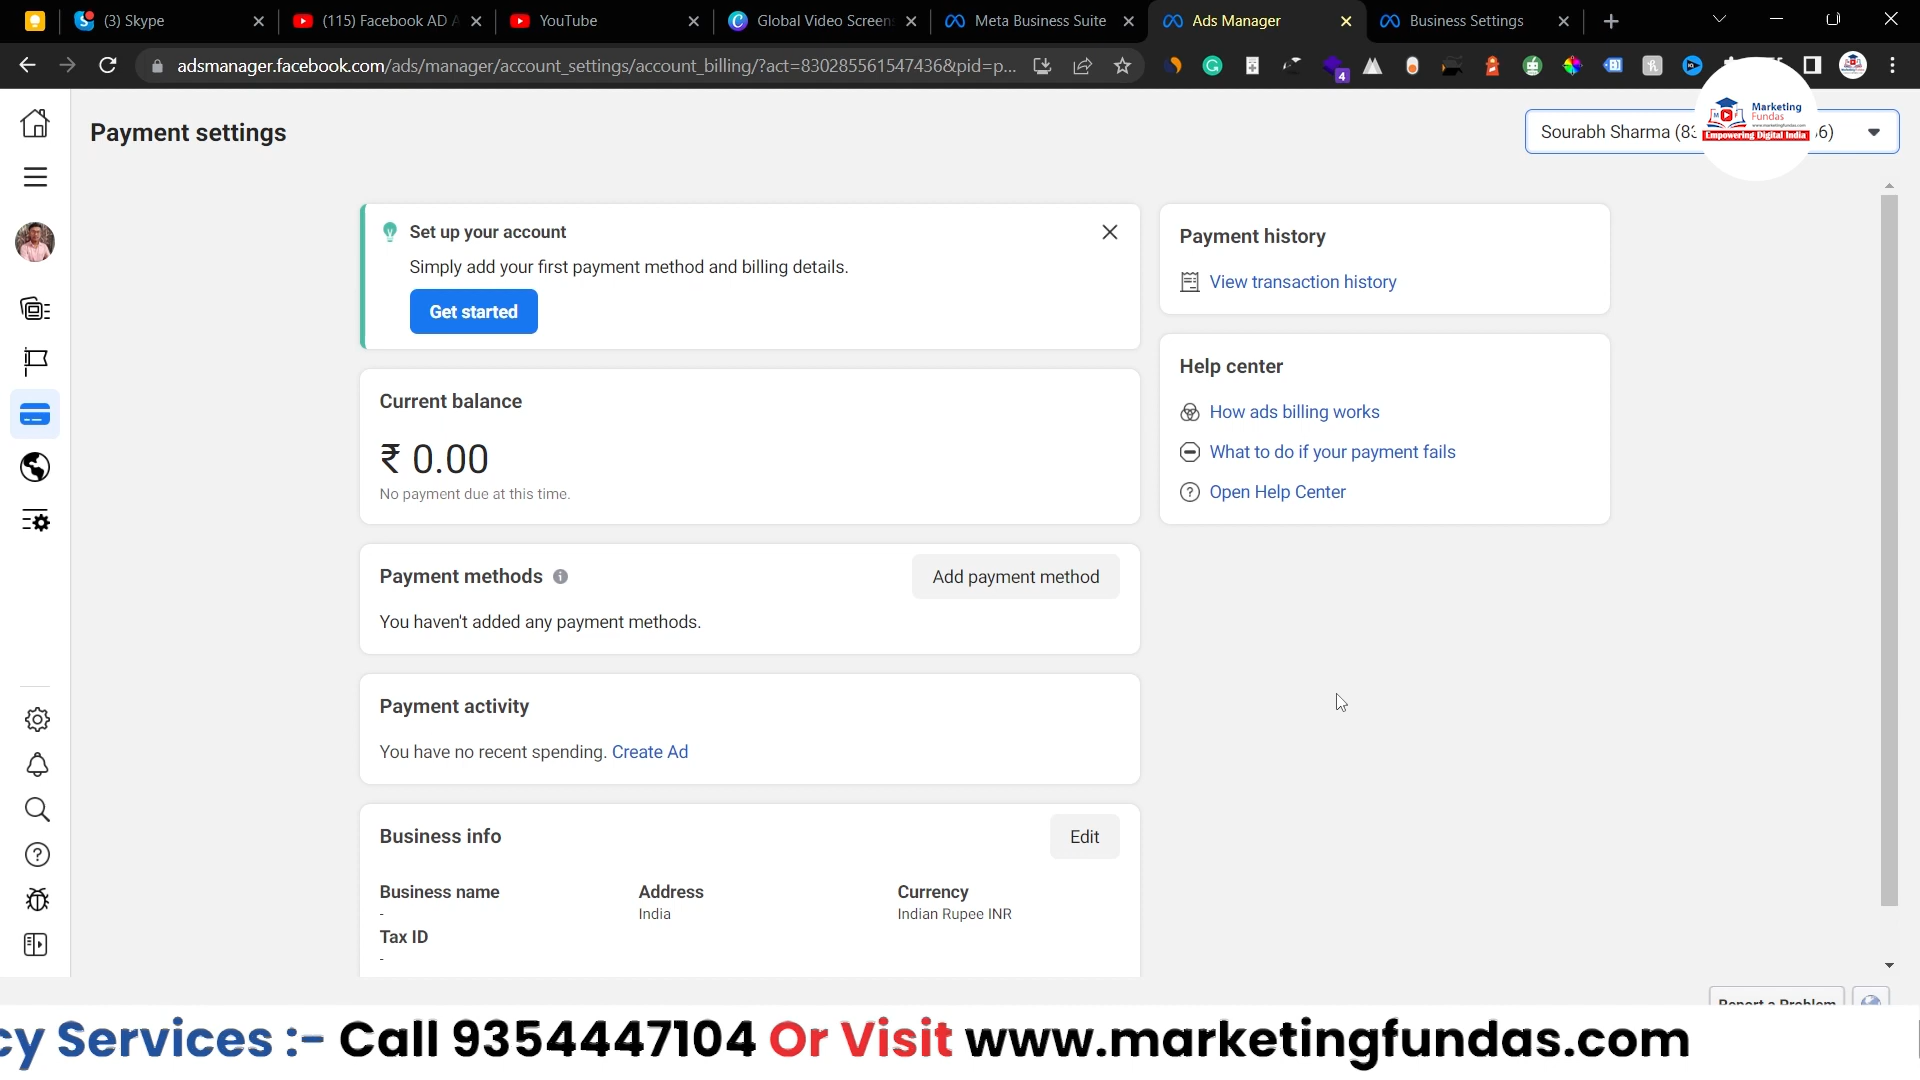 (3) Skype
(115) Facebook AD A
YouTube
Global Video Screens
Meta Business Suite
Ads Manager
Business Settings
adsmanager.facebook.com/ads/manager/account_settings/account_billing/?act=830285561547436&pid=p...
4
Payment settings
Sourabh Sharma (83
6)
Marketing
Fundas
www.marketingfundas.com
Empowering Digital India
Set up your account
Simply add your first payment method and billing details.
Get started
Payment history
View transaction history
Help center
How ads billing works
What to do if your payment fails
Open Help Center
Current balance
₹ 0.00
No payment due at this time.
Payment methods
Add payment method
You haven't added any payment methods.
Payment activity
You have no recent spending. Create Ad
Business info
Edit
Business name
Address
Currency
-
India
Indian Rupee INR
Tax ID
-
Report a Problem
cy Services :- Call 9354447104 Or Visit www.marketingfundas.com